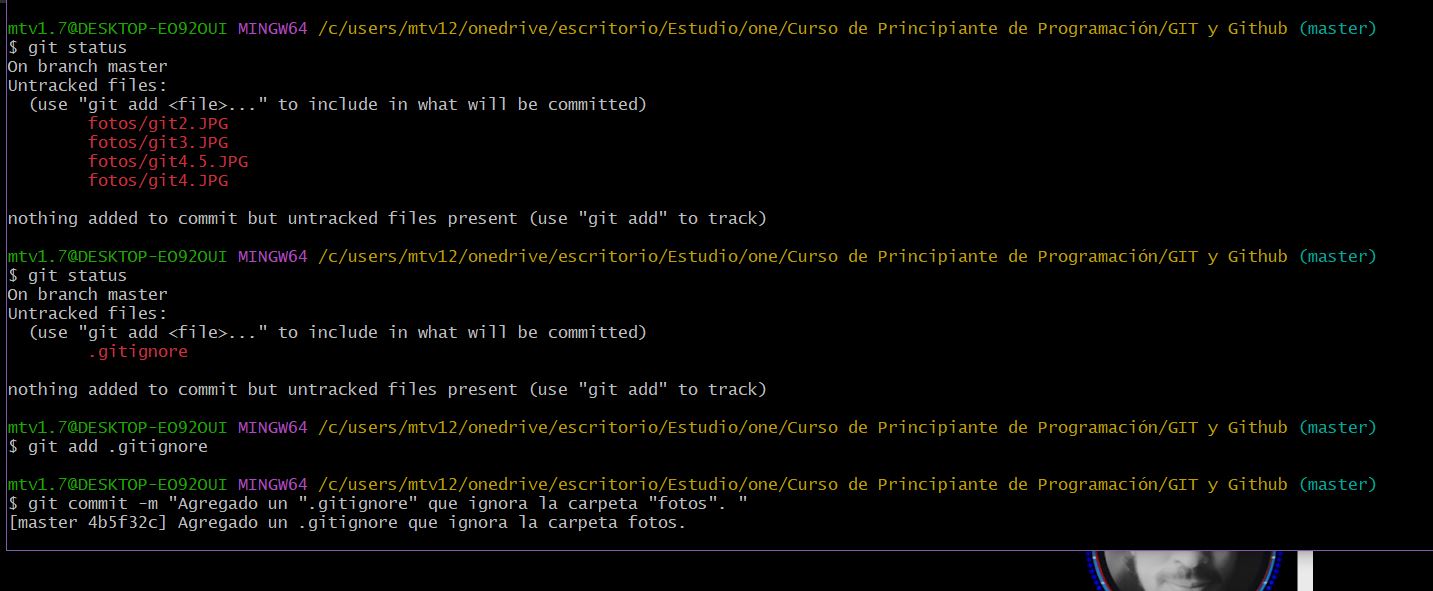 mtv1.7@DESKTOP-EO92OUI MINGW64 /c/users/mtv12/onedrive/escritorio/Estudio/one/Curso de Principiante de Programación/GIT y Github (master)
$ git status
On branch master
Untracked files:
  (use "git add <file>..." to include in what will be committed)
        fotos/git2.JPG
        fotos/git3.JPG
        fotos/git4.5.JPG
        fotos/git4.JPG
nothing added to commit but untracked files present (use "git add" to track)
mtv1.7@DESKTOP-EO92OUI MINGW64 /c/users/mtv12/onedrive/escritorio/Estudio/one/Curso de Principiante de Programación/GIT y Github (master)
$ git status
On branch master
Untracked files:
  (use "git add <file>..." to include in what will be committed)
        .gitignore
nothing added to commit but untracked files present (use "git add" to track)
mtv1.7@DESKTOP-EO92OUI MINGW64 /c/users/mtv12/onedrive/escritorio/Estudio/one/Curso de Principiante de Programación/GIT y Github (master)
$ git add .gitignore
mtv1.7@DESKTOP-EO92OUI MINGW64 /c/users/mtv12/onedrive/escritorio/Estudio/one/Curso de Principiante de Programación/GIT y Github (master)
$ git commit -m "Agregado un ".gitignore" que ignora la carpeta "fotos". "
[master 4b5f32c] Agregado un .gitignore que ignora la carpeta fotos.